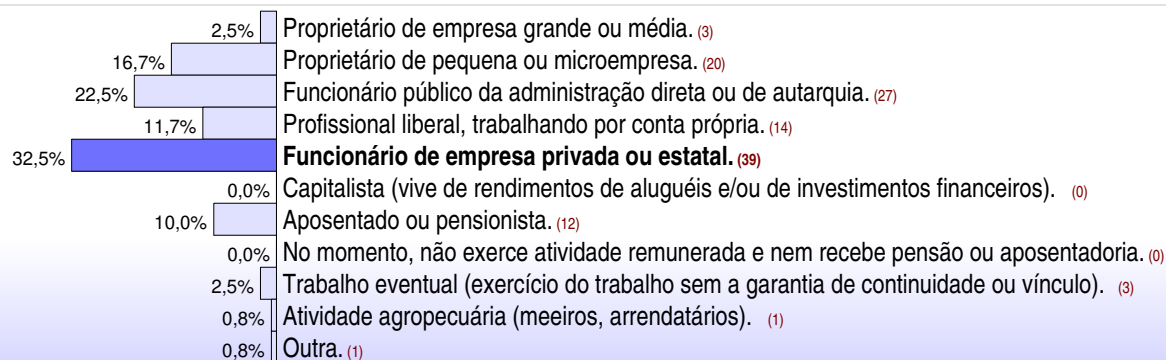 2,5% Proprietário de empresa grande ou média. (3)
16,7% Proprietário de pequena ou microempresa. (20)
22,5% Funcionário público da administração direta ou de autarquia. (27)
11,7% Profissional liberal, trabalhando por conta própria. (14)
32,5% Funcionário de empresa privada ou estatal. (39)
0,0% Capitalista (vive de rendimentos de aluguéis e/ou de investimentos financeiros). (0)
10,0% Aposentado ou pensionista. (12)
0,0% No momento, não exerce atividade remunerada e nem recebe pensão ou aposentadoria. (0)
2,5% Trabalho eventual (exercício do trabalho sem a garantia de continuidade ou vínculo). (3)
0,8% Atividade agropecuária (meeiros, arrendatários). (1)
0,8% Outra. (1)